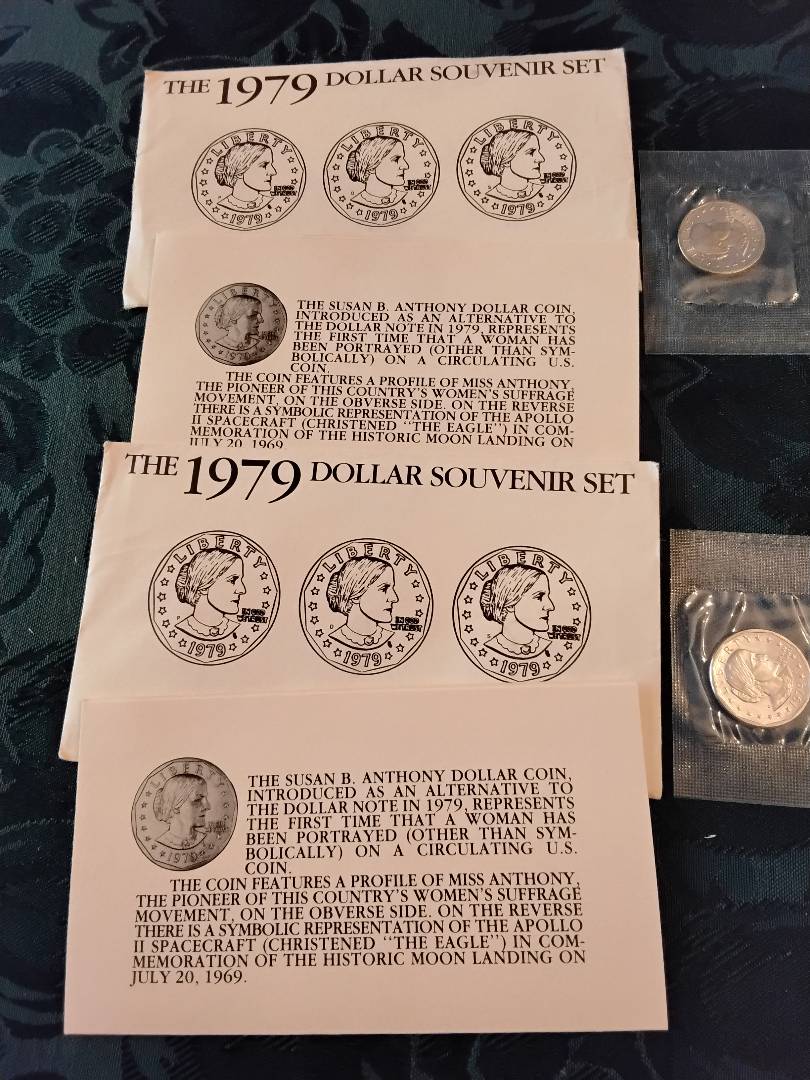 THE 1979 DOLLAR SOUVENIR SET
LIBERTY LIBERTY LIBERTY
P D S
IN GOD WE TRUST IN GOD WE TRUST IN GOD WE TRUST
1979 1979 1979
LIBERTY
1979
THE SUSAN B. ANTHONY DOLLAR COIN,
INTRODUCED AS AN ALTERNATIVE TO
THE DOLLAR NOTE IN 1979, REPRESENTS
THE FIRST TIME THAT A WOMAN HAS
BEEN PORTRAYED (OTHER THAN SYM-
BOLICALLY) ON A CIRCULATING U.S.
COIN.
THE COIN FEATURES A PROFILE OF MISS ANTHONY,
THE PIONEER OF THIS COUNTRY'S WOMEN'S SUFFRAGE
MOVEMENT, ON THE OBVERSE SIDE. ON THE REVERSE
THERE IS A SYMBOLIC REPRESENTATION OF THE APOLLO
II SPACECRAFT (CHRISTENED "THE EAGLE") IN COM-
MEMORATION OF THE HISTORIC MOON LANDING ON
JULY 20, 1969.
THE 1979 DOLLAR SOUVENIR SET
LIBERTY LIBERTY LIBERTY
P D S
IN GOD WE TRUST IN GOD WE TRUST IN GOD WE TRUST
1979 1979 1979
LIBERTY
1979
THE SUSAN B. ANTHONY DOLLAR COIN,
INTRODUCED AS AN ALTERNATIVE TO
THE DOLLAR NOTE IN 1979, REPRESENTS
THE FIRST TIME THAT A WOMAN HAS
BEEN PORTRAYED (OTHER THAN SYM-
BOLICALLY) ON A CIRCULATING U.S.
COIN.
THE COIN FEATURES A PROFILE OF MISS ANTHONY,
THE PIONEER OF THIS COUNTRY'S WOMEN'S SUFFRAGE
MOVEMENT, ON THE OBVERSE SIDE. ON THE REVERSE
THERE IS A SYMBOLIC REPRESENTATION OF THE APOLLO
II SPACECRAFT (CHRISTENED "THE EAGLE") IN COM-
MEMORATION OF THE HISTORIC MOON LANDING ON
JULY 20, 1969.